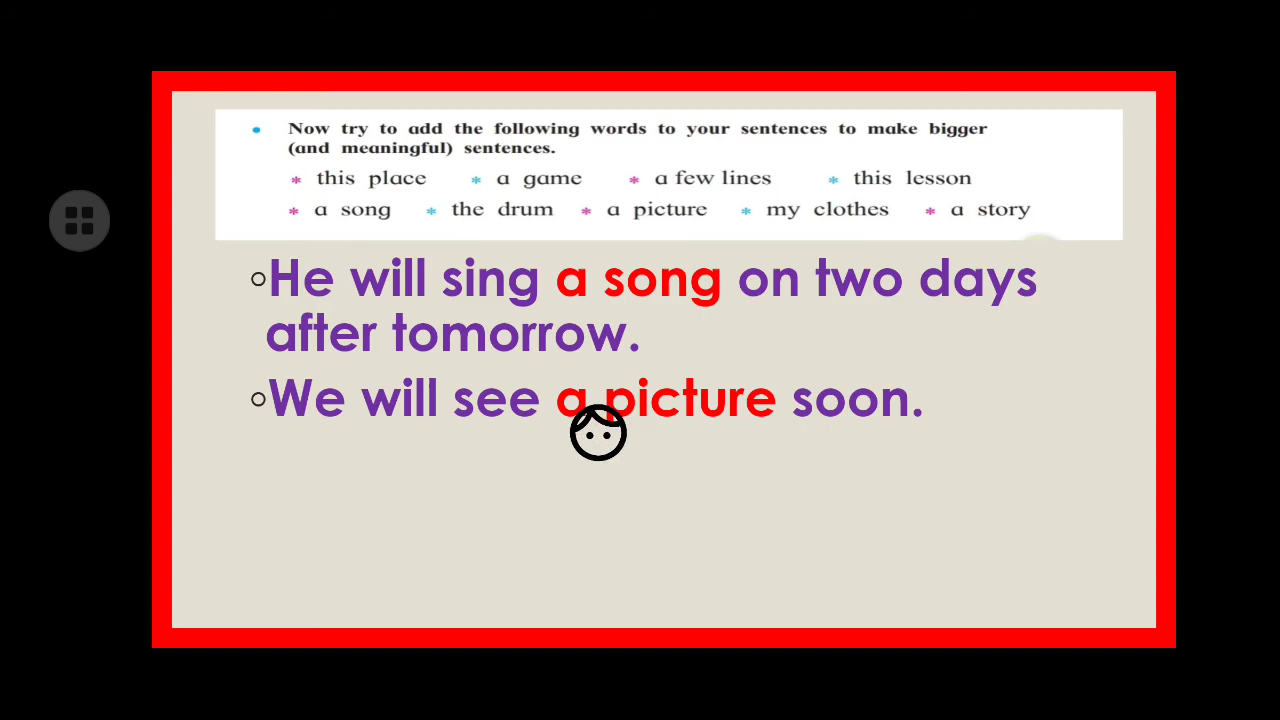 • Now try to add the following words to your sentences to make bigger
(and meaningful) sentences.
* this place * a game * a few lines * this lesson
* a song * the drum * a picture * my clothes * a story
○He will sing a song on two days
after tomorrow.
○We will see a picture soon.